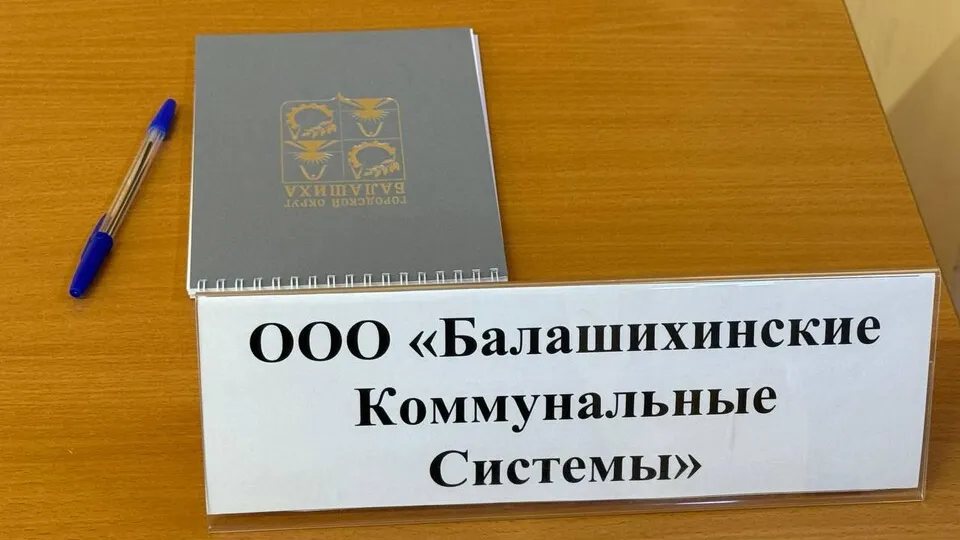 ГОРОДСКОЙ ОКРУГ
БАЛАШИХА
ООО «Балашихинские
Коммунальные
Системы»